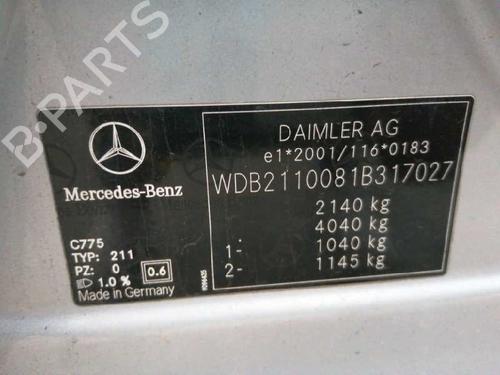 B-PARTS
Mercedes-Benz
DAIMLER AG
e1*2001/116*0183
WDB2110081B317027
2140 kg
4040 kg
1- 1040 kg
2- 1145 kg
C775
TYP: 211
PZ: 0
1.0 % 0.6
Made in Germany